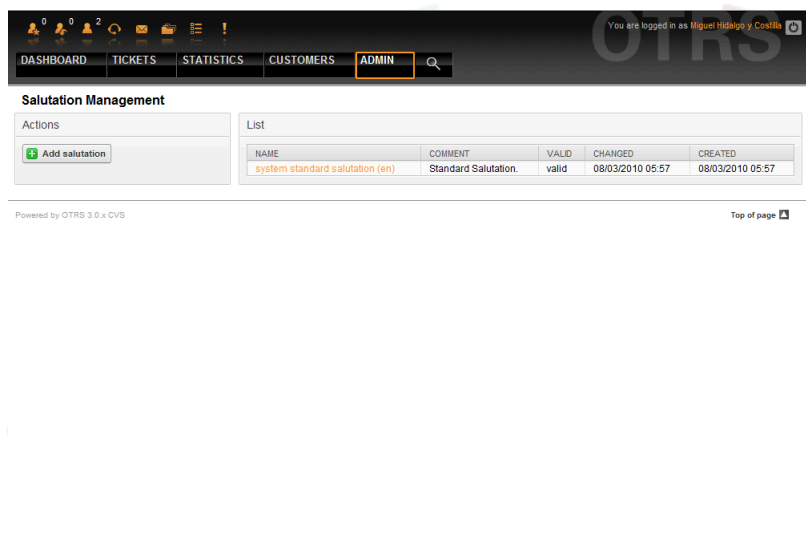 0 0 2
OTRS
You are logged in as Miguel Hidalgo y Costilla
DASHBOARD TICKETS STATISTICS CUSTOMERS ADMIN
Salutation Management
Actions
Add salutation
List
NAME COMMENT VALID CHANGED CREATED
system standard salutation (en) Standard Salutation. valid 08/03/2010 05:57 08/03/2010 05:57
Powered by OTRS 3.0.x CVS
Top of page